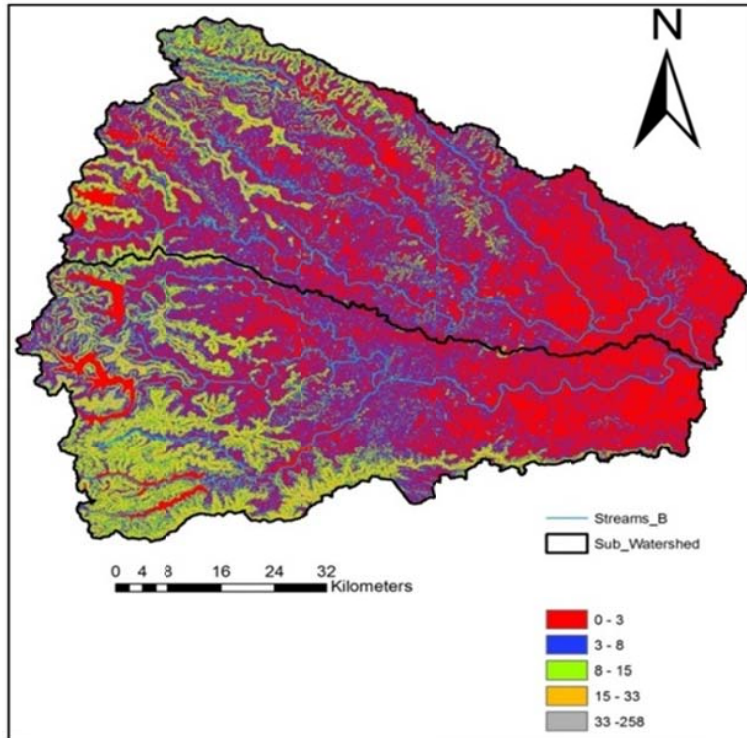 N
Streams_B
Sub_Watershed
0 4 8 16 24 32
Kilometers
0 - 3
3 - 8
8 - 15
15 - 33
33 -258